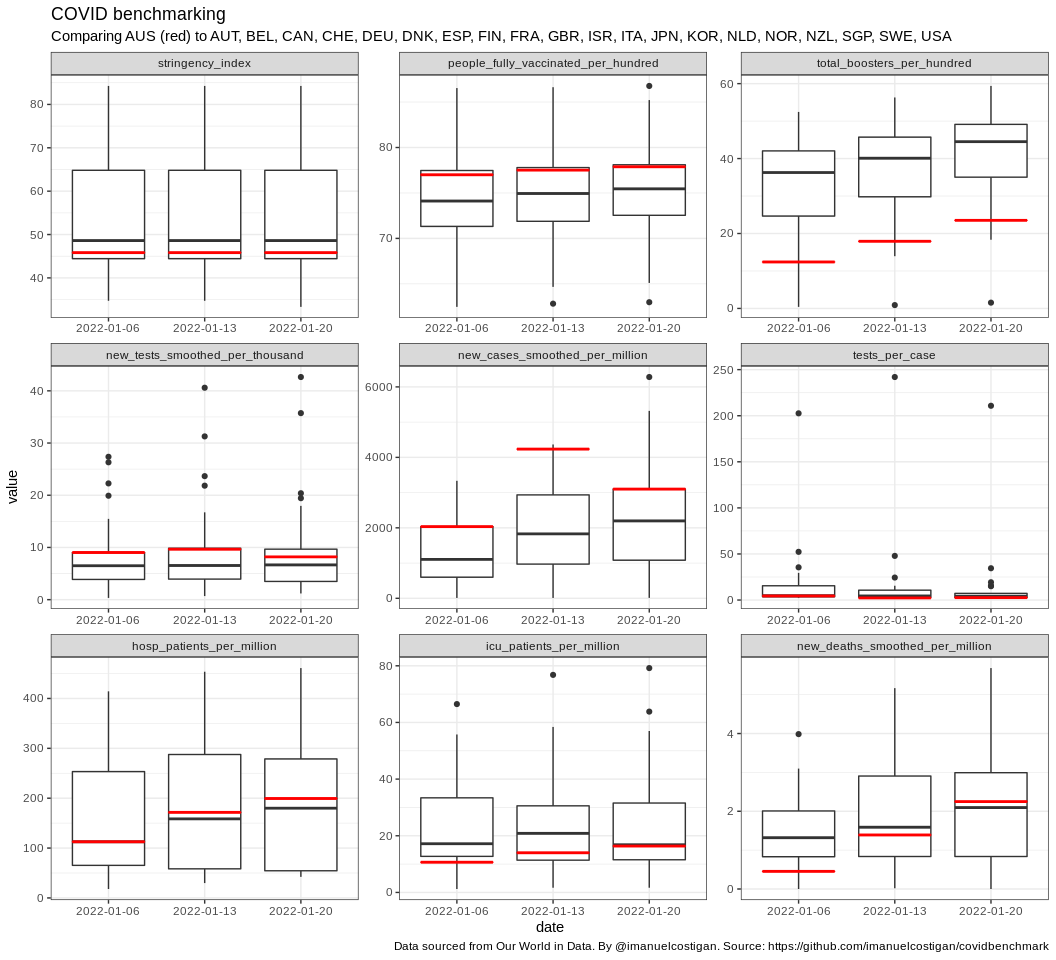 COVID benchmarking
Comparing AUS (red) to AUT, BEL, CAN, CHE, DEU, DNK, ESP, FIN, FRA, GBR, ISR, ITA, JPN, KOR, NLD, NOR, NZL, SGP, SWE, USA
stringency_index
80
70
60
50
40
2022-01-06 2022-01-13 2022-01-20
people_fully_vaccinated_per_hundred
80
70
2022-01-06 2022-01-13 2022-01-20
total_boosters_per_hundred
60
40
20
0
2022-01-06 2022-01-13 2022-01-20
value
new_tests_smoothed_per_thousand
40
30
20
10
0
2022-01-06 2022-01-13 2022-01-20
new_cases_smoothed_per_million
6000
4000
2000
0
2022-01-06 2022-01-13 2022-01-20
tests_per_case
250
200
150
100
50
0
2022-01-06 2022-01-13 2022-01-20
hosp_patients_per_million
400
300
200
100
0
2022-01-06 2022-01-13 2022-01-20
icu_patients_per_million
80
60
40
20
0
2022-01-06 2022-01-13 2022-01-20
new_deaths_smoothed_per_million
4
2
0
2022-01-06 2022-01-13 2022-01-20
date
Data sourced from Our World in Data. By @imanuelcostigan. Source: https://github.com/imanuelcostigan/covidbenchmark